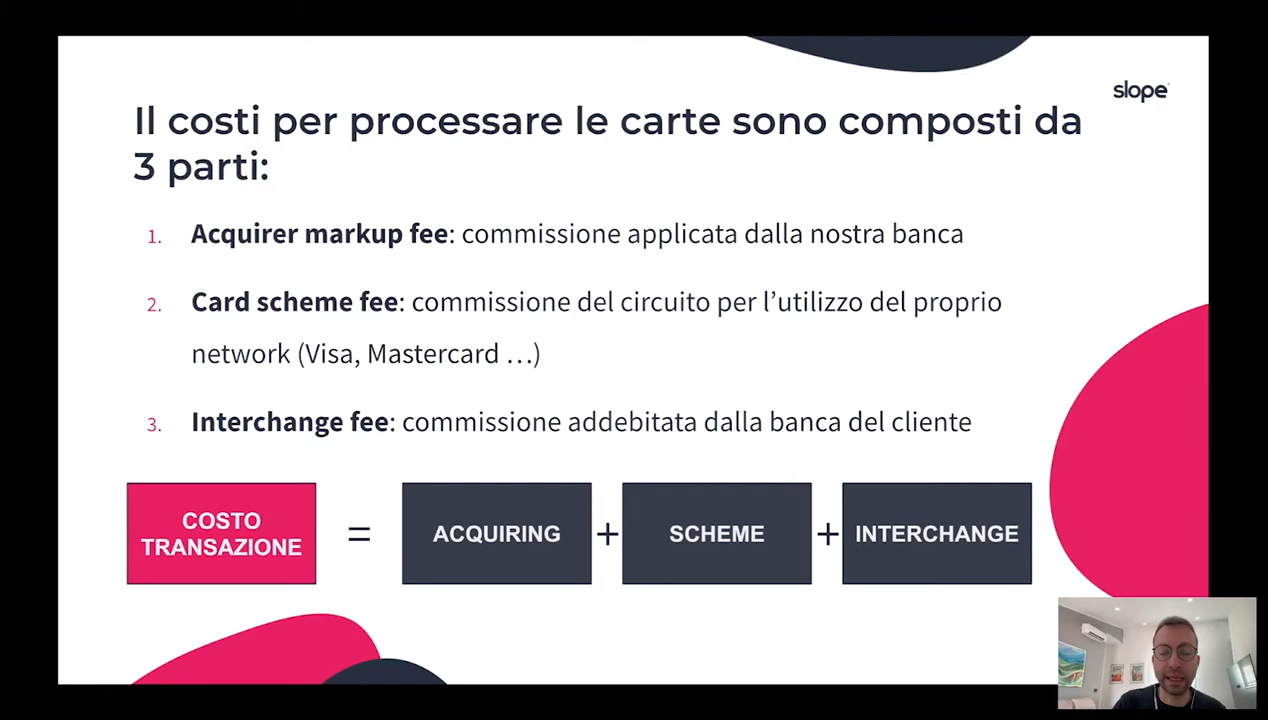 slope
Il costi per processare le carte sono composti da
3 parti:
1. Acquirer markup fee: commissione applicata dalla nostra banca
2. Card scheme fee: commissione del circuito per l’utilizzo del proprio
network (Visa, Mastercard …)
3. Interchange fee: commissione addebitata dalla banca del cliente
COSTO
TRANSAZIONE
=
ACQUIRING
+
SCHEME
+
INTERCHANGE